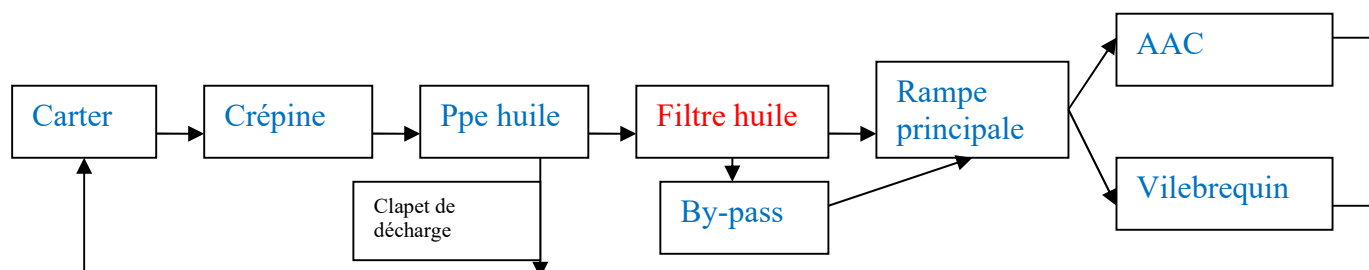 AAC
Carter
Crépine
Ppe huile
Filtre huile
Rampe
principale
Clapet de
décharge
By-pass
Vilebrequin